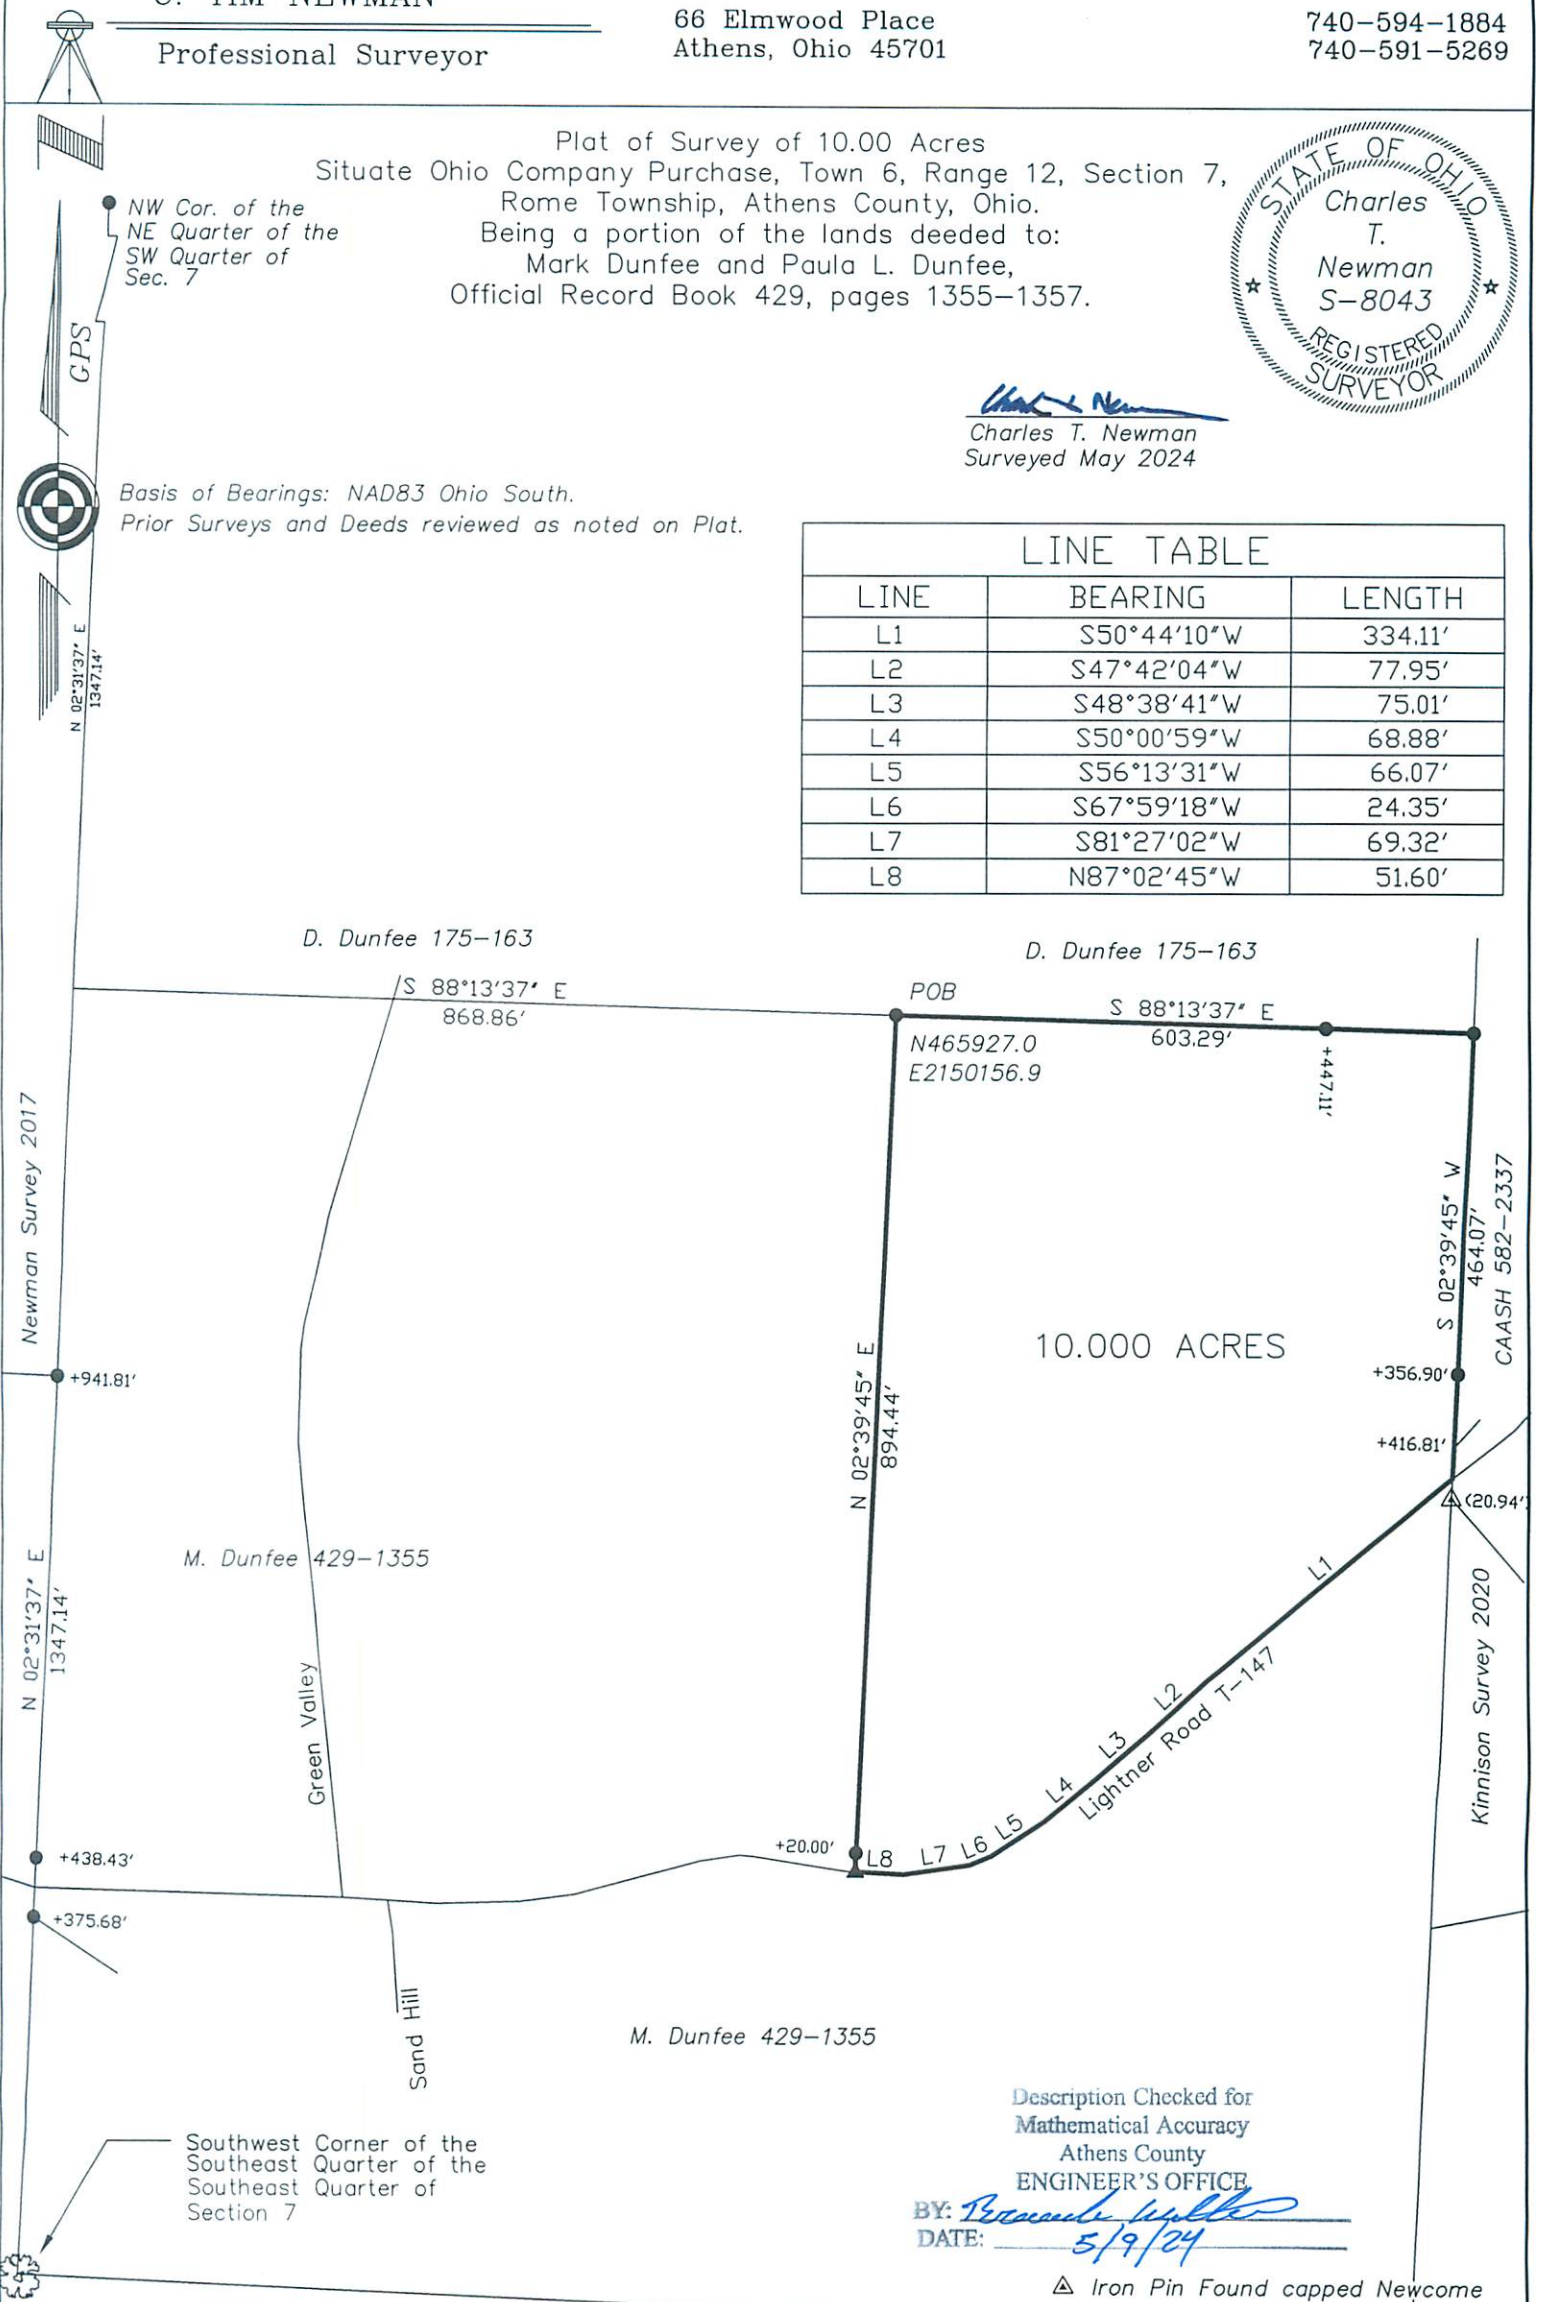 C. TIM NEWMAN
Professional Surveyor
66 Elmwood Place
Athens, Ohio 45701
740-594-1884
740-591-5269
Plat of Survey of 10.00 Acres
Situate Ohio Company Purchase, Town 6, Range 12, Section 7,
Rome Township, Athens County, Ohio.
Being a portion of the lands deeded to:
Mark Dunfee and Paula L. Dunfee,
Official Record Book 429, pages 1355-1357.
STATE OF OHIO
Charles
T.
Newman
S-8043
REGISTERED
SURVEYOR
NW Cor. of the
NE Quarter of the
SW Quarter of
Sec. 7
GPS
Charles T. Newman
Surveyed May 2024
Basis of Bearings: NAD83 Ohio South.
Prior Surveys and Deeds reviewed as noted on Plat.
N 02°31'37" E
1347.14'
LINE TABLE
LINE BEARING LENGTH
L1 S50°44'10"W 334.11'
L2 S47°42'04"W 77.95'
L3 S48°38'41"W 75.01'
L4 S50°00'59"W 68.88'
L5 S56°13'31"W 66.07'
L6 S67°59'18"W 24.35'
L7 S81°27'02"W 69.32'
L8 N87°02'45"W 51.60'
D. Dunfee 175-163
D. Dunfee 175-163
S 88°13'37" E
868.86'
POB
N465927.0
E2150156.9
S 88°13'37" E
603.29'
+447.11'
Newman Survey 2017
S 02°39'45" W
464.07'
CAASH 582-2337
10.000 ACRES
N 02°39'45" E
894.44'
+941.81'
+356.90'
+416.81'
(20.94')
M. Dunfee 429-1355
N 02°31'37" E
1347.14'
L1
Kinnison Survey 2020
Green Valley
L2
Lightner Road T-147
L3
L4
L5
L6
L7
L8
+20.00'
+438.43'
+375.68'
Sand Hill
M. Dunfee 429-1355
Southwest Corner of the
Southeast Quarter of the
Southeast Quarter of
Section 7
Description Checked for
Mathematical Accuracy
Athens County
ENGINEER'S OFFICE
BY:
DATE: 5/9/24
Iron Pin Found capped Newcome